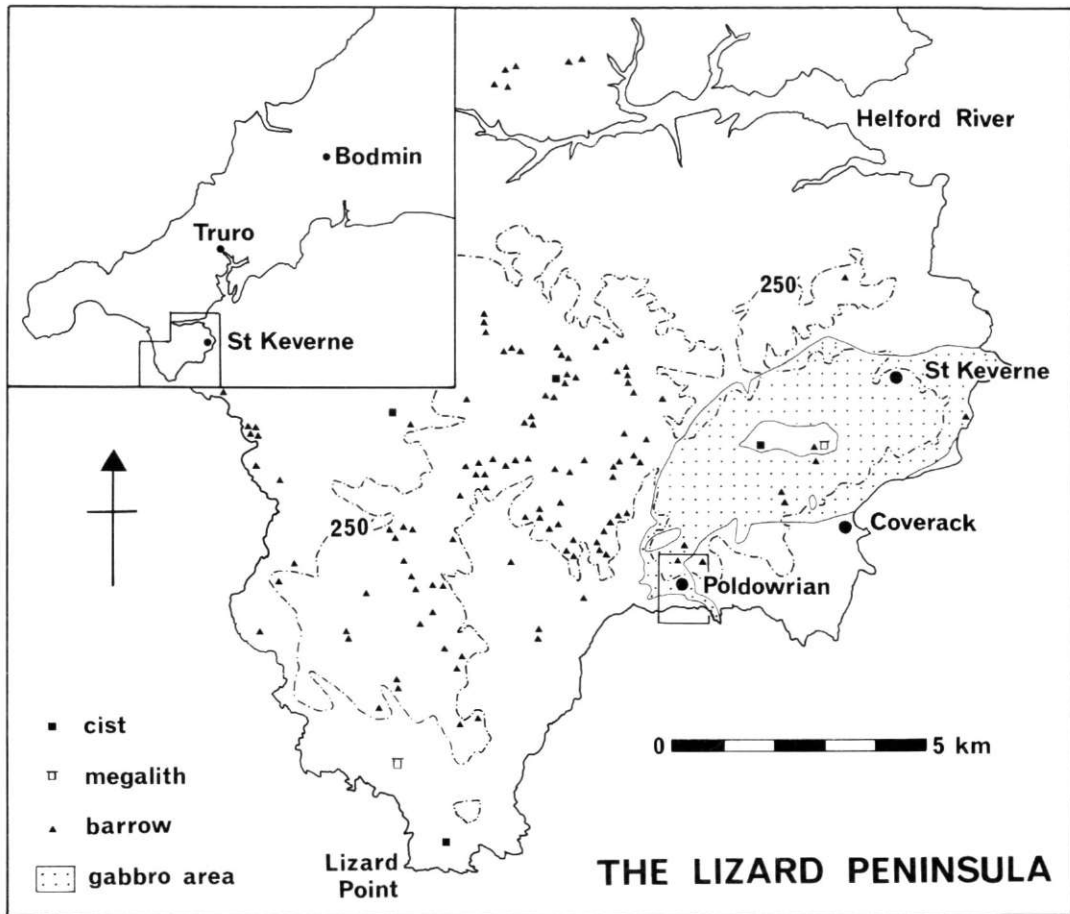 Bodmin
Truro
St Keverne
Helford River
250
St Keverne
Coverack
250
Poldowrian
cist
megalith
barrow
gabbro area
0 5 km
Lizard
Point
THE LIZARD PENINSULA